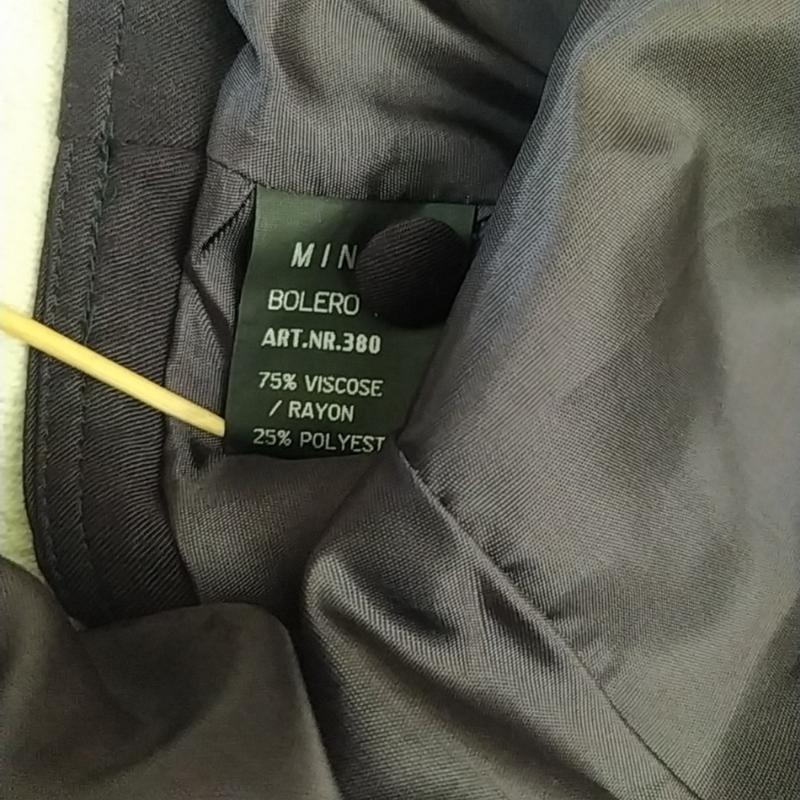 MIN
BOLERO
ART.NR.380
75% VISCOSE
/ RAYON
25% POLYEST